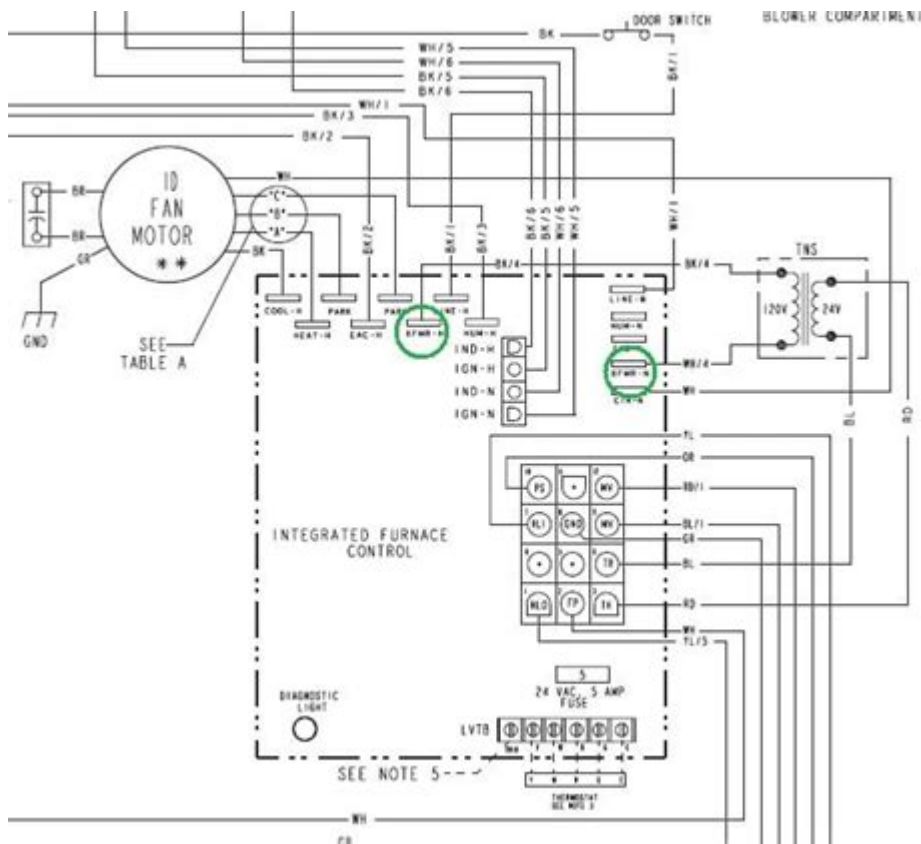 DOOR SWITCH
BLOWER COMPARTMENT
BK
WH/5
WH/6
BK/5
BK/6
BK/1
WH/1
BK/3
BK/2
WH
BR
BR
ID
FAN
MOTOR
**
"C"
"B"
"A"
BK
GR
GND
SEE
TABLE A
BK/2
BK/1
BK/3
BK/6
BK/5
WH/6
WH/5
WH/1
BK/4
BK/4
TNS
120V
24V
COOL-H
PARK
PARK
LINE-H
HEAT-H
EAC-H
HUM-H
LINE-N
HUM-N
IND-H
IGN-H
IND-N
IGN-N
WH/4
WH
BL
RD
YL
OR
PS
MV
RD/1
GND
MV
BL/1
GR
TR
BL
TH
RD
FP
WH
YL/5
INTEGRATED FURNACE
CONTROL
5
24 VAC, 5 AMP
FUSE
DIAGNOSTIC
LIGHT
LVTB
SEE NOTE 5
THERMOSTAT
SEE NOTE 3
WH